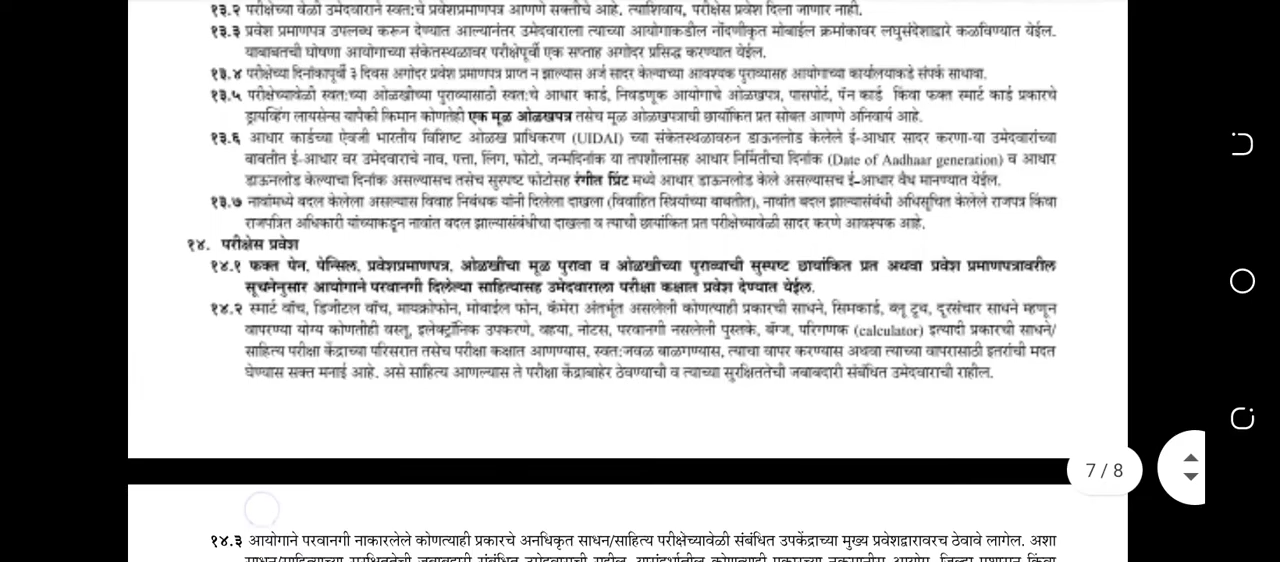 १३.२ परीक्षेच्या वेळी उमेदवाराने स्वत:चे प्रवेशप्रमाणपत्र आणणे सक्तीचे आहे. त्याशिवाय, परीक्षेस प्रवेश दिला जाणार नाही.
१३.३ प्रवेश प्रमाणपत्र उपलब्ध करून देण्यात आल्यानंतर उमेदवाराला त्याच्या आयोगाकडील नोंदणीकृत मोबाईल क्रमांकावर लघुसंदेशाद्वारे कळविण्यात येईल.
याबाबतची घोषणा आयोगाच्या संकेतस्थळावर परीक्षेपूर्वी एक सप्ताह अगोदर प्रसिद्ध करण्यात येईल.
१३.४ परीक्षेच्या दिनांकापूर्वी ३ दिवस अगोदर प्रवेश प्रमाणपत्र प्राप्त न झाल्यास अर्ज सादर केल्याच्या आवश्यक पुराव्यासह आयोगाच्या कार्यालयाकडे संपर्क साधावा.
१३.५ परीक्षेच्यावेळी स्वत:च्या ओळखीच्या पुराव्यासाठी स्वत:चे आधार कार्ड, निवडणूक आयोगाचे ओळखपत्र, पासपोर्ट, पॅन कार्ड किंवा फक्त स्मार्ट कार्ड प्रकारचे
ड्रायव्हिंग लायसेन्स यापैकी किमान कोणतेही एक मूळ ओळखपत्र तसेच मूळ ओळखपत्राची छायांकित प्रत सोबत आणणे अनिवार्य आहे.
१३.६ आधार कार्डच्या ऐवजी भारतीय विशिष्ट ओळख प्राधिकरण (UIDAI) च्या संकेतस्थळावरुन डाऊनलोड केलेले ई-आधार सादर करणा-या उमेदवारांच्या
बाबतीत ई-आधार वर उमेदवाराचे नाव, पत्ता, लिंग, फोटो, जन्मदिनांक या तपशीलासह आधार निर्मितीचा दिनांक (Date of Aadhaar generation) व आधार
डाऊनलोड केल्याचा दिनांक असल्यासच तसेच सुस्पष्ट फोटोसह रंगीत प्रिंट मध्ये आधार डाऊनलोड केले असल्यासच ई-आधार वैध मानण्यात येईल.
१३.७ नावांमध्ये बदल केलेला असल्यास विवाह निबंधक यांनी दिलेला दाखला (विवाहित स्त्रियांच्या बाबतीत), नावांत बदल झाल्यासंबंधी अधिसूचित केलेले राजपत्र किंवा
राजपत्रित अधिकारी यांच्याकडून नावांत बदल झाल्यासंबंधीचा दाखला व त्याची छायांकित प्रत परीक्षेच्यावेळी सादर करणे आवश्यक आहे.
१४. परीक्षेस प्रवेश
१४.१ फक्त पेन, पेन्सिल, प्रवेशप्रमाणपत्र, ओळखीचा मूळ पुरावा व ओळखीच्या पुराव्याची सुस्पष्ट छायांकित प्रत अथवा प्रवेश प्रमाणपत्रावरील
सूचनेनुसार आयोगाने परवानगी दिलेल्या साहित्यासह उमेदवाराला परीक्षा कक्षात प्रवेश देण्यात येईल.
१४.२ स्मार्ट वॉच, डिजीटल वॉच, मायक्रोफोन, मोबाईल फोन, कॅमेरा अंतर्भूत असलेली कोणत्याही प्रकारची साधने, सिमकार्ड, ब्लू टूथ, दूरसंचार साधने म्हणून
वापरण्या योग्य कोणतीही वस्तू, इलेक्ट्रॉनिक उपकरणे, वहया, नोटस, परवानगी नसलेली पुस्तके, बॅग्ज, परिगणक (calculator) इत्यादी प्रकारची साधने/
साहित्य परीक्षा केंद्राच्या परिसरात तसेच परीक्षा कक्षात आणण्यास, स्वत:जवळ बाळगण्यास, त्याचा वापर करण्यास अथवा त्याच्या वापरासाठी इतरांची मदत
घेण्यास सक्त मनाई आहे. असे साहित्य आणल्यास ते परीक्षा केंद्राबाहेर ठेवण्याची व त्याच्या सुरक्षिततेची जबाबदारी संबंधित उमेदवाराची राहील.
7 / 8
१४.३ आयोगाने परवानगी नाकारलेले कोणत्याही प्रकारचे अनधिकृत साधन/साहित्य परीक्षेच्यावेळी संबंधित उपकेंद्राच्या मुख्य प्रवेशद्वारावरच ठेवावे लागेल. अशा